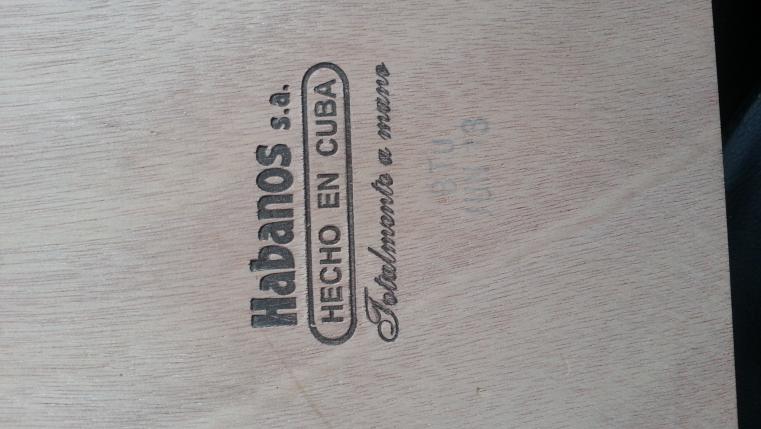 Habanos s.a.
HECHO EN CUBA
Totalmente a mano